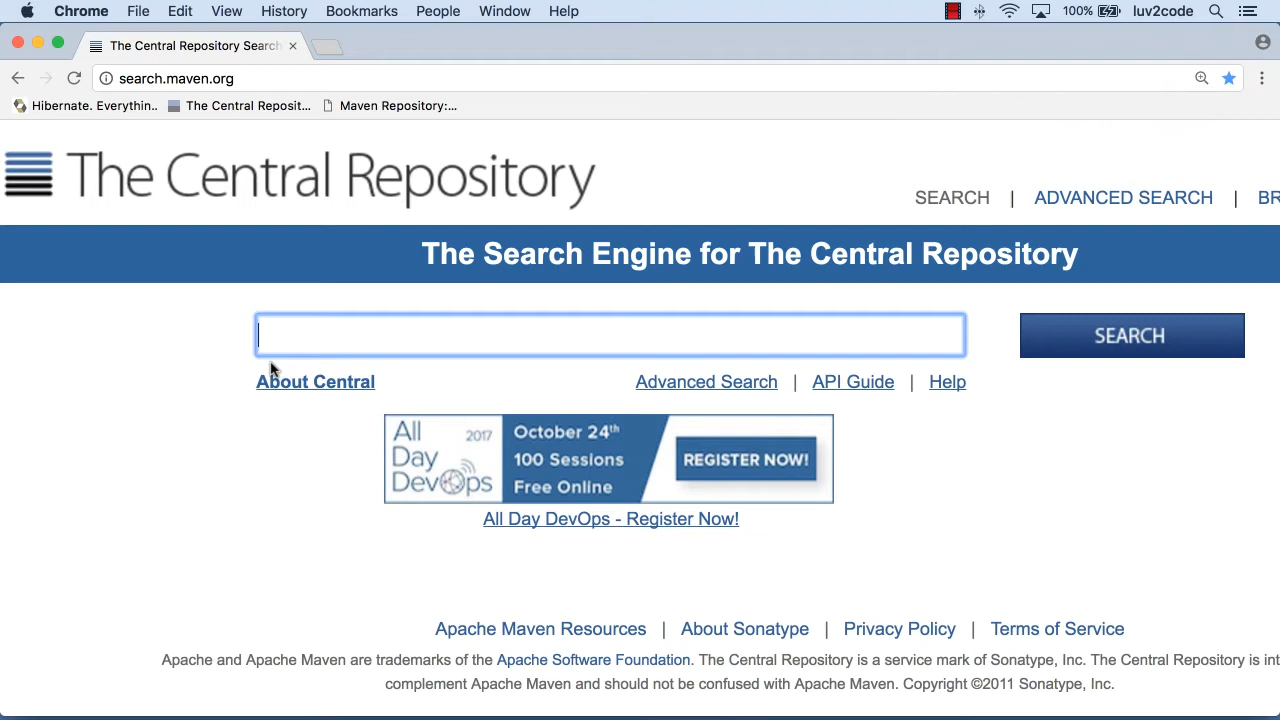 Chrome File Edit View History Bookmarks People Window Help 100% luv2code
The Central Repository Search
search.maven.org
Hibernate. Everythin.. The Central Reposit... Maven Repository:...
The Central Repository
SEARCH | ADVANCED SEARCH | BR
The Search Engine for The Central Repository
SEARCH
About Central Advanced Search | API Guide | Help
All Day DevOps 2017
October 24th
100 Sessions
Free Online
REGISTER NOW!
All Day DevOps - Register Now!
Apache Maven Resources | About Sonatype | Privacy Policy | Terms of Service
Apache and Apache Maven are trademarks of the Apache Software Foundation. The Central Repository is a service mark of Sonatype, Inc. The Central Repository is int
complement Apache Maven and should not be confused with Apache Maven. Copyright ©2011 Sonatype, Inc.